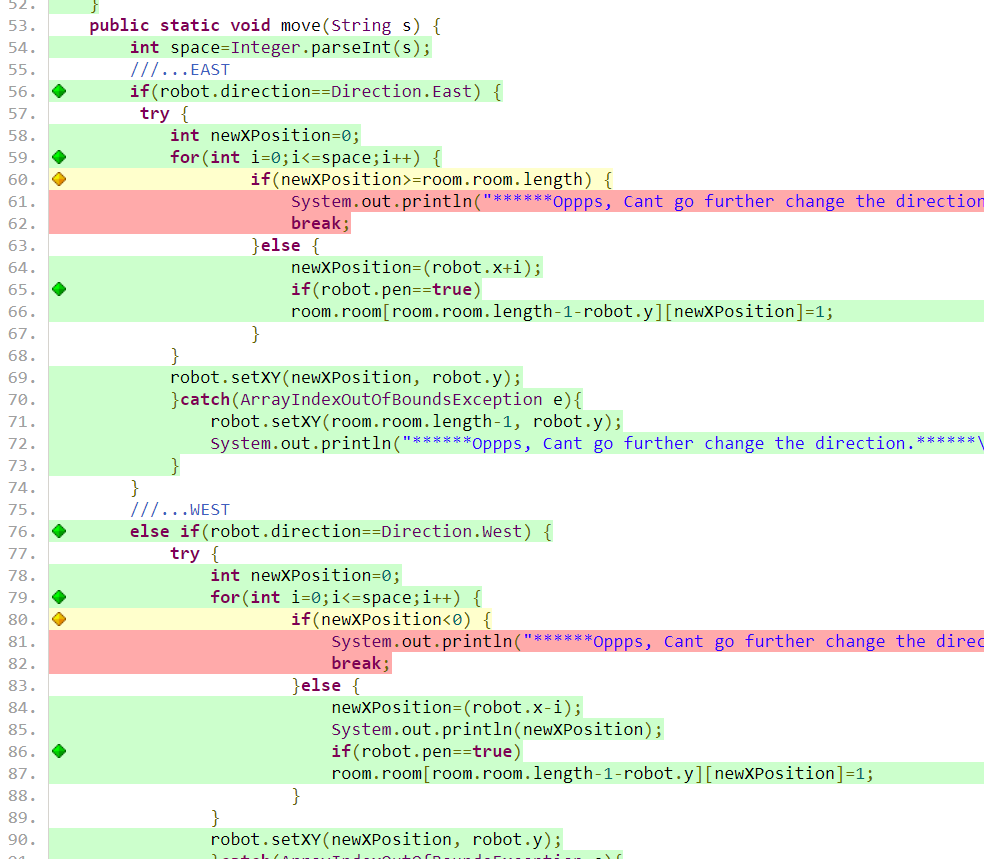 52. }
53. public static void move(String s) {
54. int space=Integer.parseInt(s);
55. ///...EAST
56. if(robot.direction==Direction.East) {
57. try {
58. int newXPosition=0;
59. for(int i=0;i<=space;i++) {
60. if(newXPosition>=room.room.length) {
61. System.out.println("******Oppps, Cant go further change the direction
62. break;
63. }else {
64. newXPosition=(robot.x+i);
65. if(robot.pen==true)
66. room.room[room.room.length-1-robot.y][newXPosition]=1;
67. }
68. }
69. robot.setXY(newXPosition, robot.y);
70. }catch(ArrayIndexOutOfBoundsException e){
71. robot.setXY(room.room.length-1, robot.y);
72. System.out.println("******Oppps, Cant go further change the direction.******\
73. }
74. }
75. ///...WEST
76. else if(robot.direction==Direction.West) {
77. try {
78. int newXPosition=0;
79. for(int i=0;i<=space;i++) {
80. if(newXPosition<0) {
81. System.out.println("******Oppps, Cant go further change the direc
82. break;
83. }else {
84. newXPosition=(robot.x-i);
85. System.out.println(newXPosition);
86. if(robot.pen==true)
87. room.room[room.room.length-1-robot.y][newXPosition]=1;
88. }
89. }
90. robot.setXY(newXPosition, robot.y);
91. }catch(ArrayIndexOutOfBoundsException e){